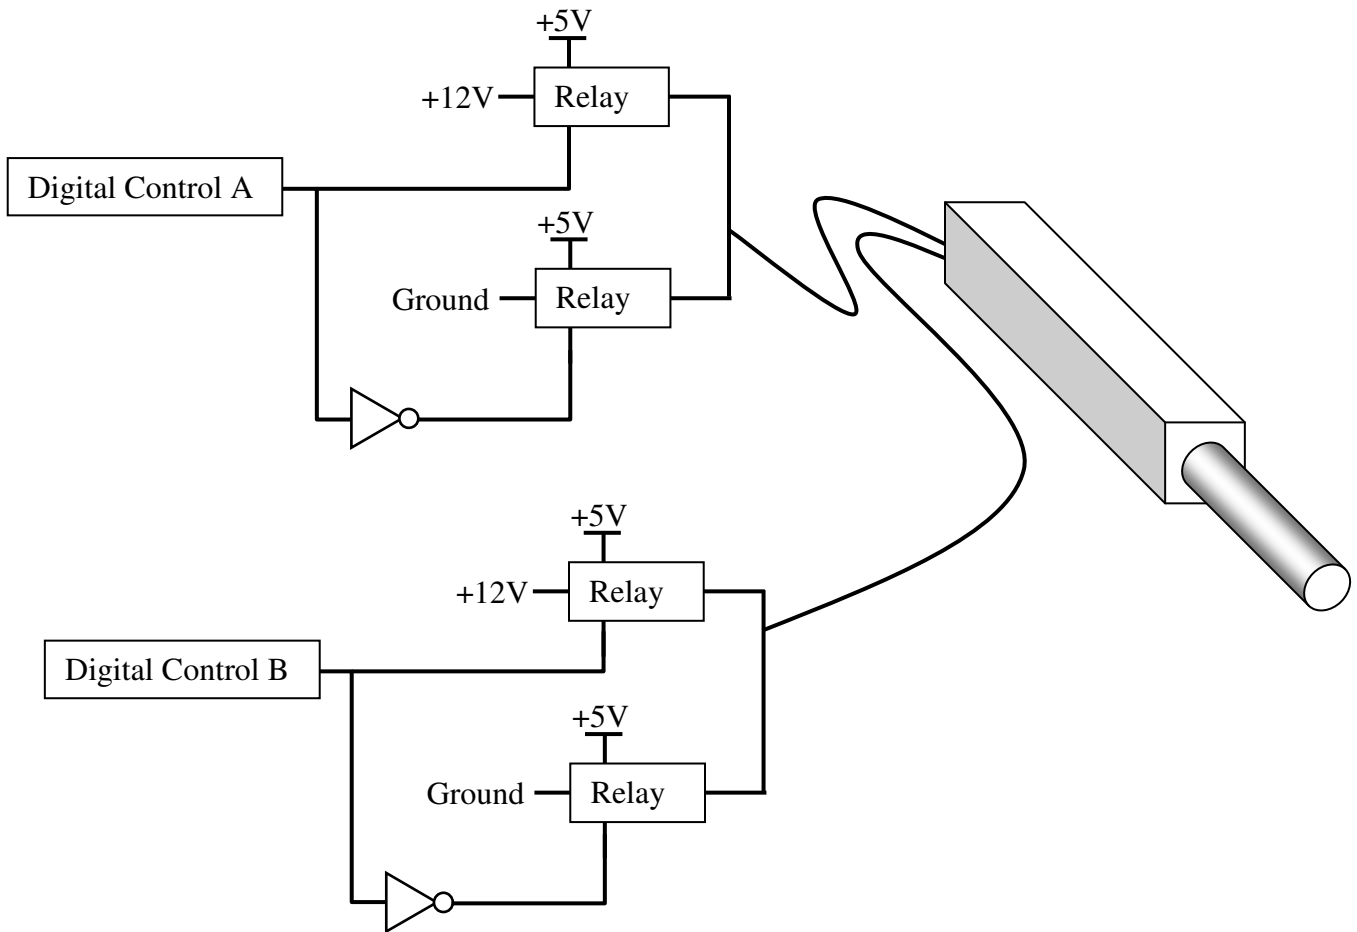 +5V
+12V
Relay
Digital Control A
+5V
Ground
Relay
+5V
+12V
Relay
Digital Control B
+5V
Ground
Relay